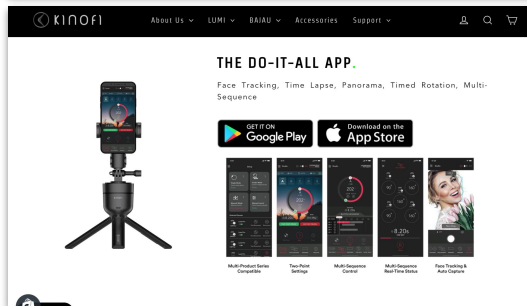 KINOFI
About Us
LUMI
BAJAU
Accessories
Support
THE DO-IT-ALL APP.
Face Tracking, Time Lapse, Panorama, Timed Rotation, Multi-
Sequence
GET IT ON
Google Play
Download on the
App Store
Multi-Product Series
Compatible
Two-Point
Settings
Multi-Sequence
Control
Multi-Sequence
Real-Time Status
Face Tracking &
Auto Capture